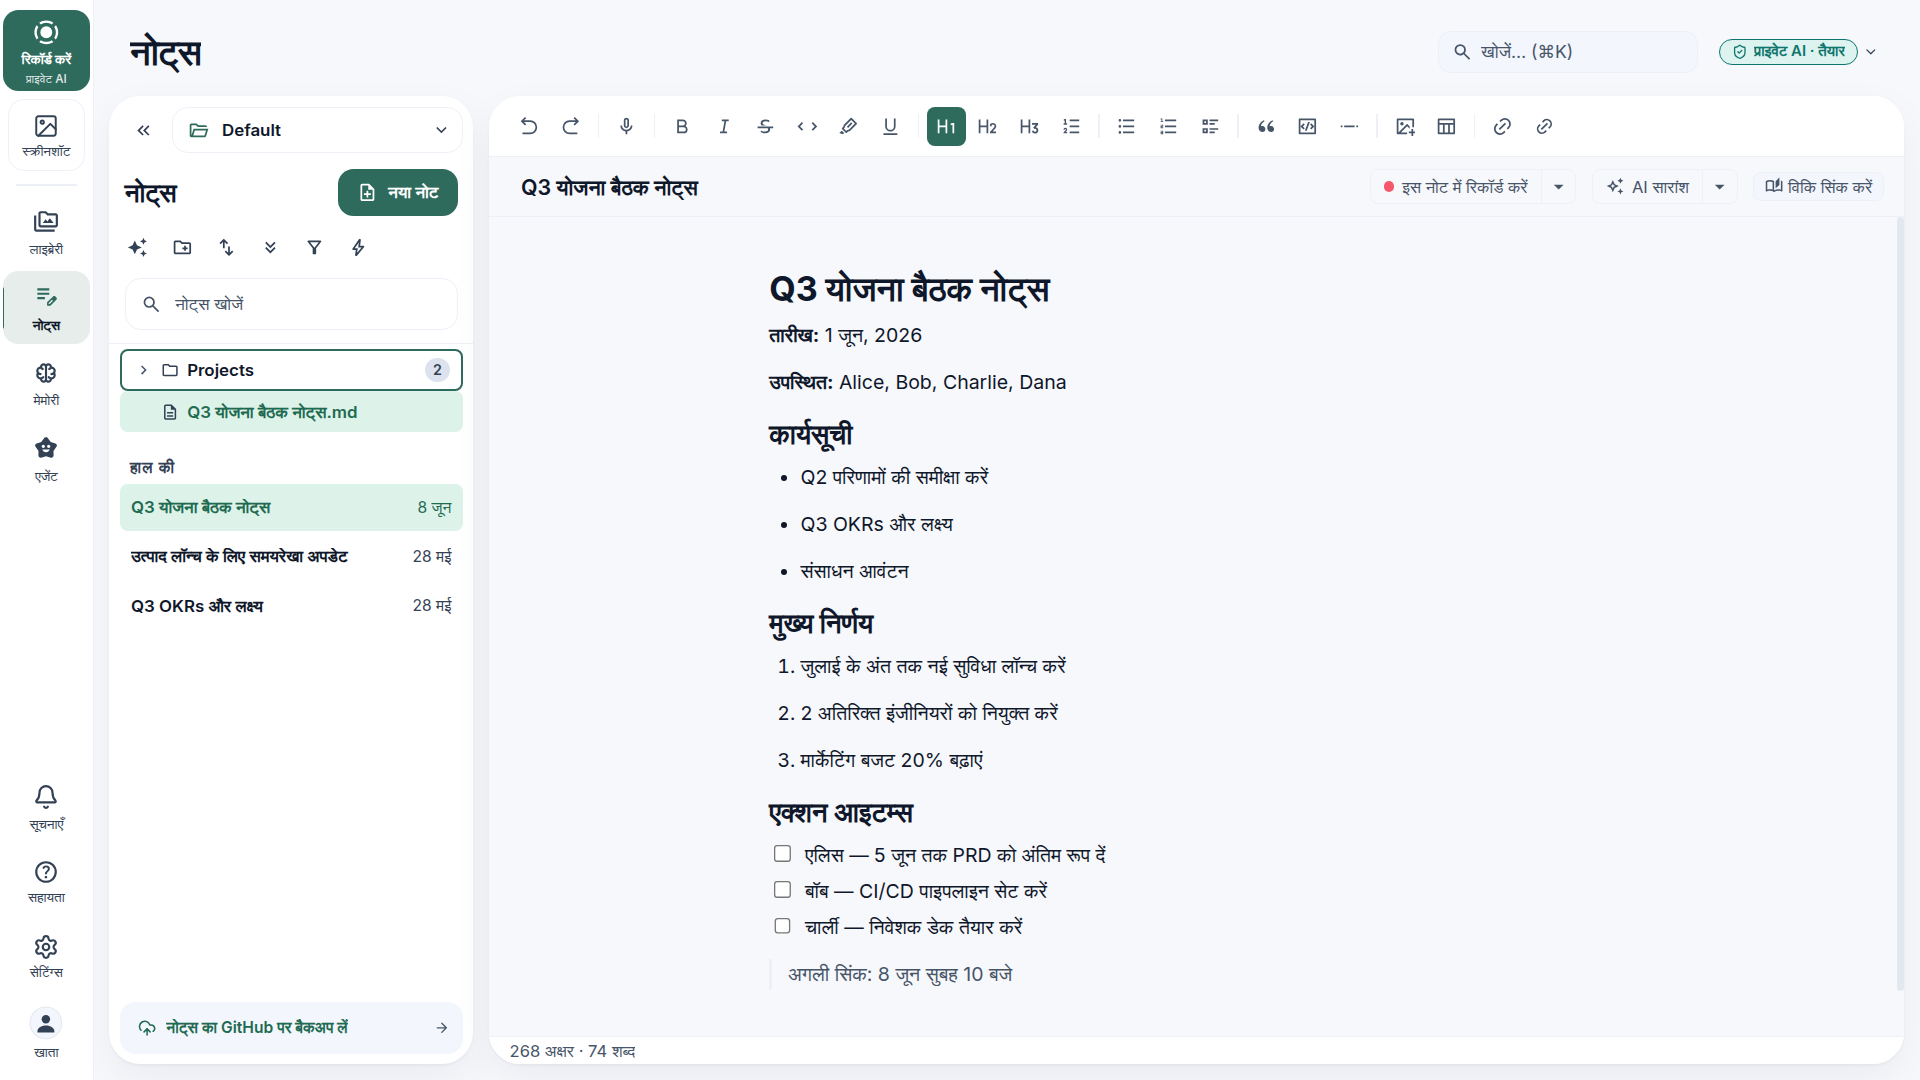 रिकॉर्ड करें
प्राइवेट AI
स्क्रीनशॉट
लाइब्रेरी
नोट्स
मेमोरी
एजेंट
सूचनाएँ
सहायता
सेटिंग्स
खाता
नोट्स
खोजें... (⌘K)
प्राइवेट AI · तैयार
Default
नोट्स
नया नोट
नोट्स खोजें
Projects
2
Q3 योजना बैठक नोट्स.md
हाल की
Q3 योजना बैठक नोट्स 8 जून
उत्पाद लॉन्च के लिए समयरेखा अपडेट 28 मई
Q3 OKRs और लक्ष्य 28 मई
नोट्स का GitHub पर बैकअप लें
H1 H2 H3
Q3 योजना बैठक नोट्स
इस नोट में रिकॉर्ड करें
AI सारांश
विकि सिंक करें
Q3 योजना बैठक नोट्स
तारीख: 1 जून, 2026
उपस्थित: Alice, Bob, Charlie, Dana
कार्यसूची
• Q2 परिणामों की समीक्षा करें
• Q3 OKRs और लक्ष्य
• संसाधन आवंटन
मुख्य निर्णय
1. जुलाई के अंत तक नई सुविधा लॉन्च करें
2. 2 अतिरिक्त इंजीनियरों को नियुक्त करें
3. मार्केटिंग बजट 20% बढ़ाएं
एक्शन आइटम्स
एलिस — 5 जून तक PRD को अंतिम रूप दें
बॉब — CI/CD पाइपलाइन सेट करें
चार्ली — निवेशक डेक तैयार करें
अगली सिंक: 8 जून सुबह 10 बजे
268 अक्षर · 74 शब्द